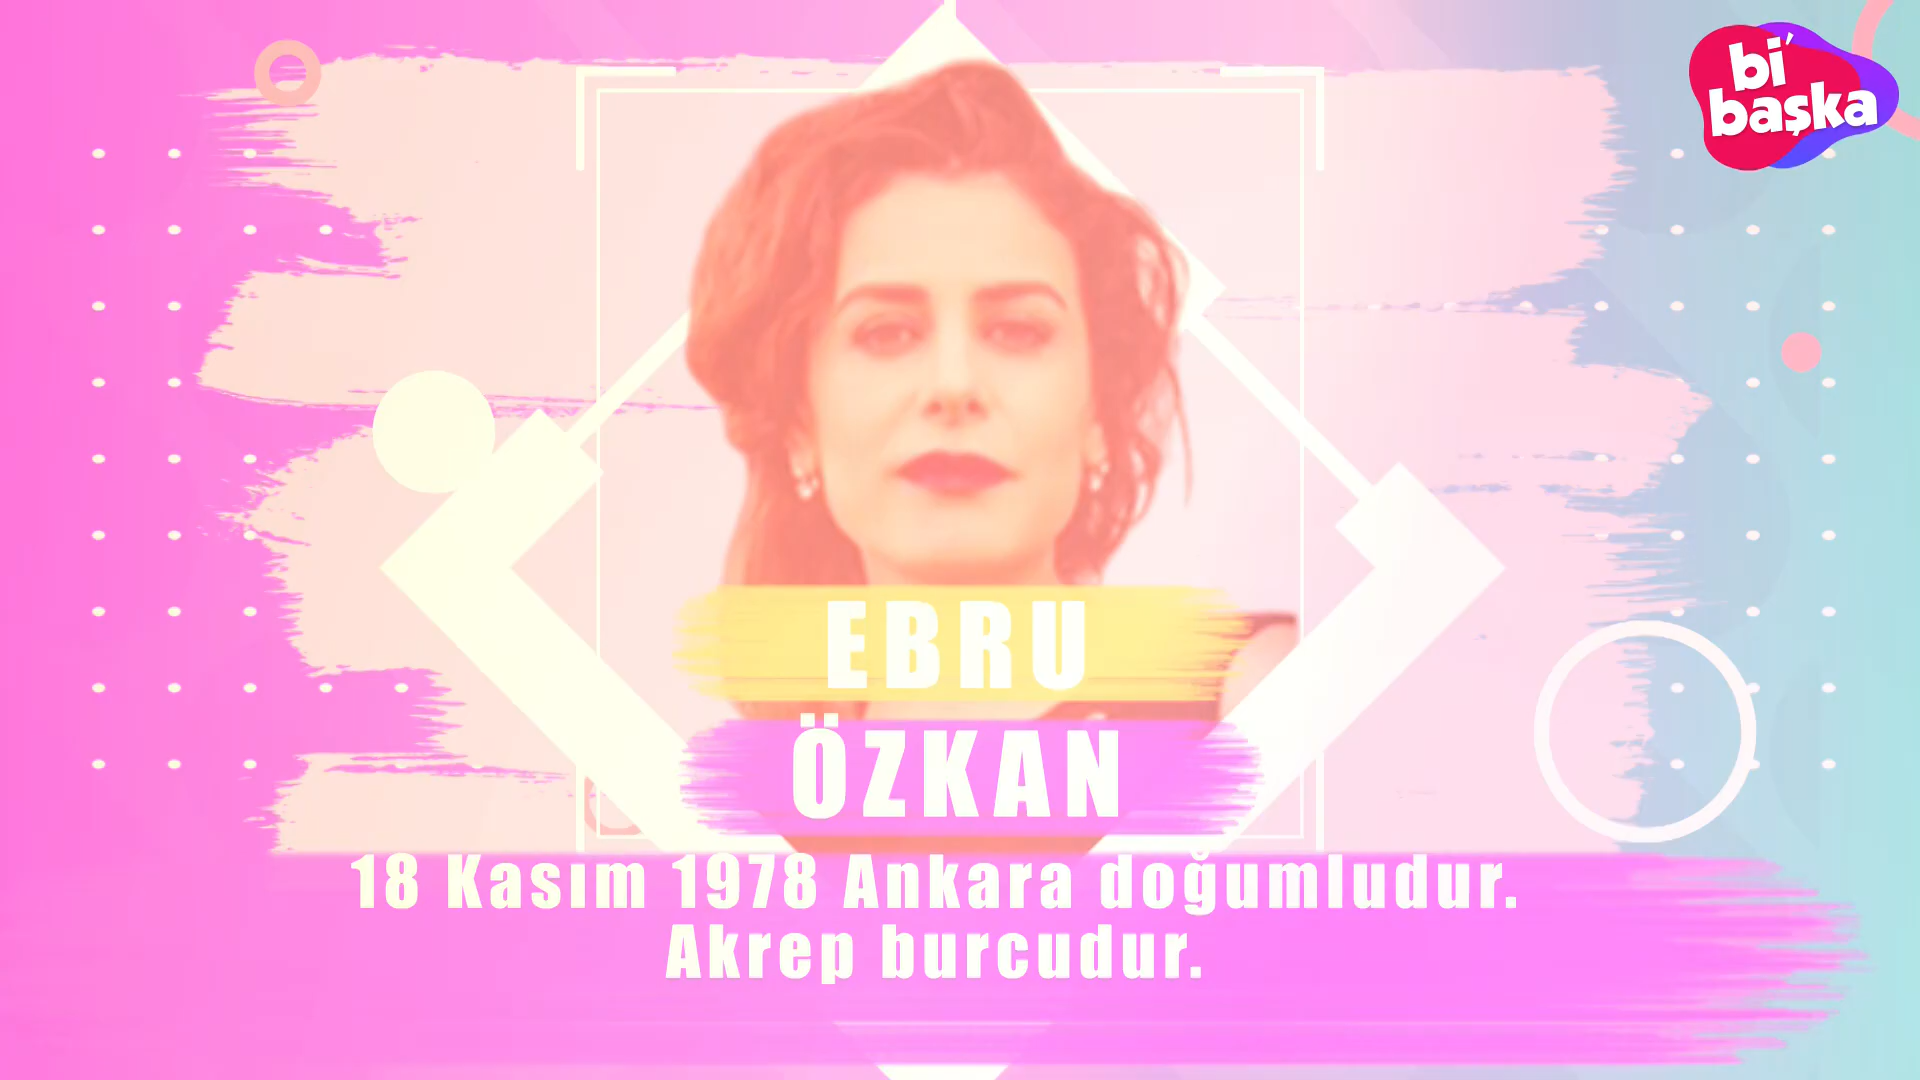 bi'
başka
EBRU
ÖZKAN
18 Kasım 1978 Ankara doğumludur.
Akrep burcudur.